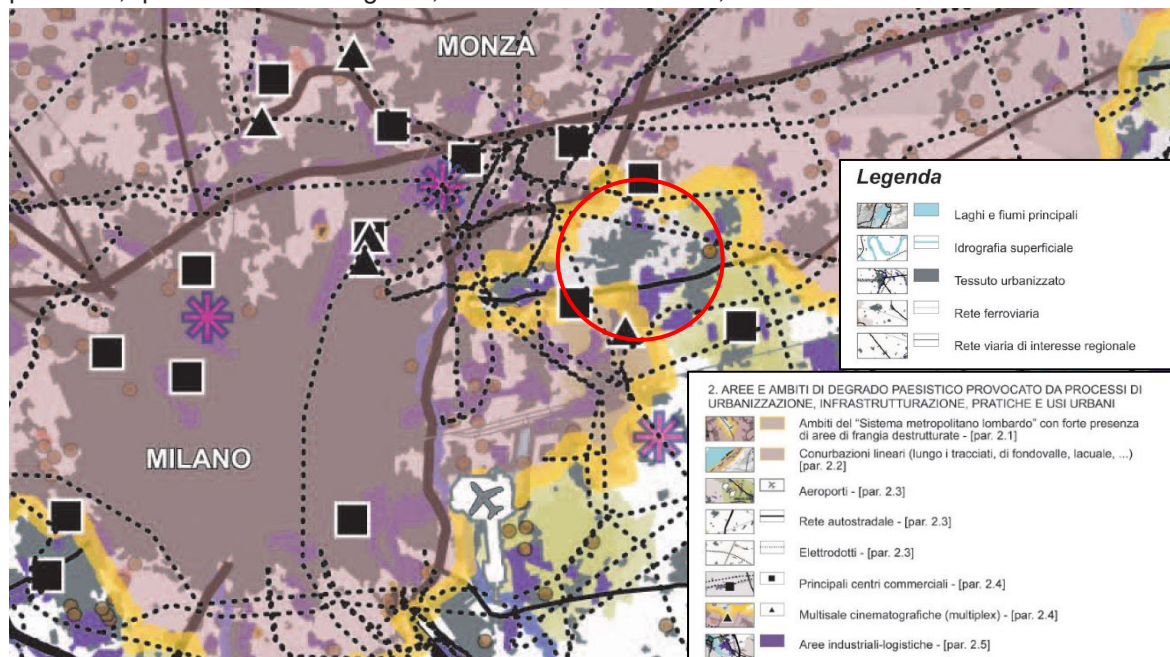 MONZA
MILANO
Legenda
Laghi e fiumi principali
Idrografia superficiale
Tessuto urbanizzato
Rete ferroviaria
Rete viaria di interesse regionale
2. AREE E AMBITI DI DEGRADO PAESISTICO PROVOCATO DA PROCESSI DI
URBANIZZAZIONE, INFRASTRUTTURAZIONE, PRATICHE E USI URBANI
Ambiti del "Sistema metropolitano lombardo" con forte presenza
di aree di frangia destrutturate - [par. 2.1]
Conurbazioni lineari (lungo i tracciati, di fondovalle, lacuale, ...)
[par. 2.2]
Aeroporti - [par. 2.3]
Rete autostradale - [par. 2.3]
Elettrodotti - [par. 2.3]
Principali centri commerciali - [par. 2.4]
Multisale cinematografiche (multiplex) - [par. 2.4]
Aree industriali-logistiche - [par. 2.5]